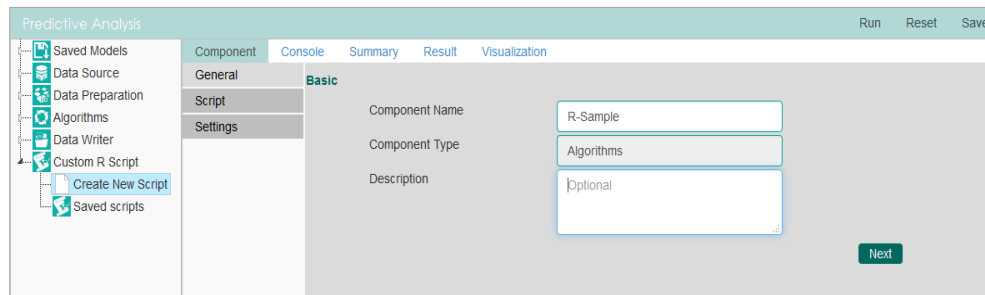 Predictive Analysis
Run Reset Save
Saved Models
Data Source
Data Preparation
Algorithms
Data Writer
Custom R Script
Create New Script
Saved scripts
Component Console Summary Result Visualization
General
Script
Settings
Basic
Component Name R-Sample
Component Type Algorithms
Description Optional
Next